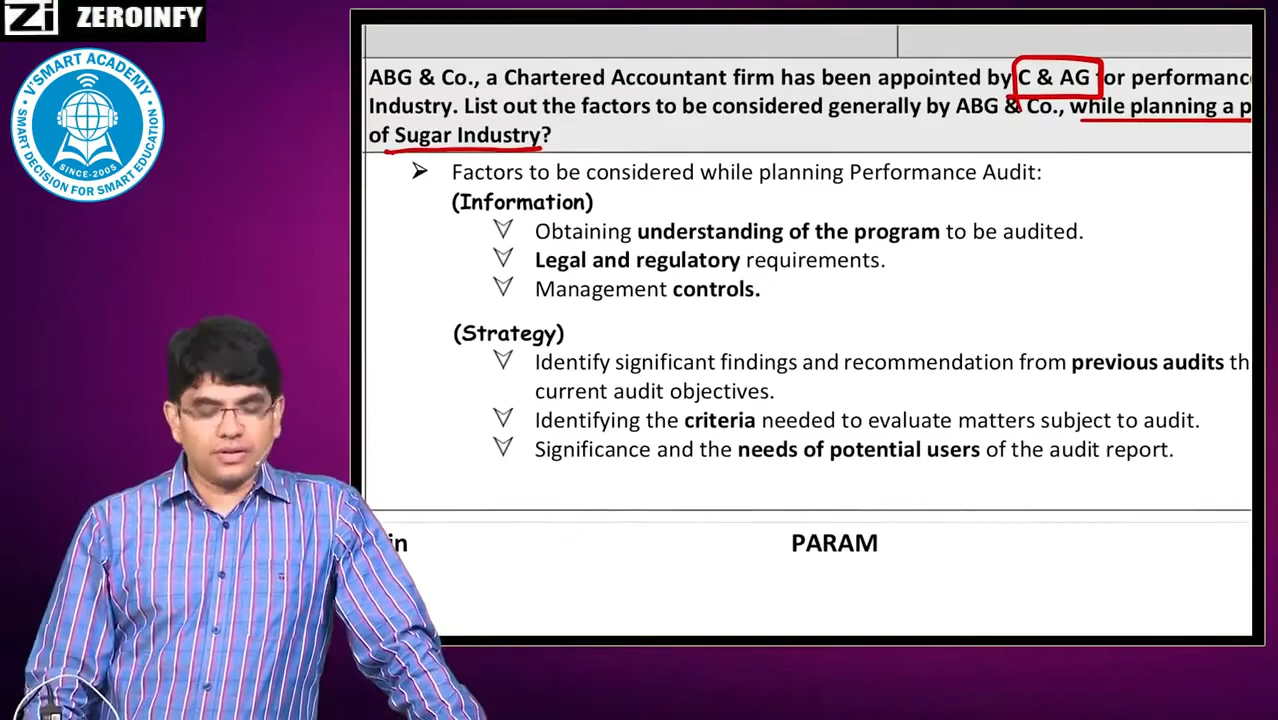 Zi ZEROINFY
V'SMART ACADEMY
SINCE-2005
SMART DECISION FOR SMART EDUCATION
ABG & Co., a Chartered Accountant firm has been appointed by C & AG for performance
Industry. List out the factors to be considered generally by ABG & Co., while planning a p
of Sugar Industry?
➢ Factors to be considered while planning Performance Audit:
(Information)
Obtaining understanding of the program to be audited.
Legal and regulatory requirements.
Management controls.
(Strategy)
Identify significant findings and recommendation from previous audits th
current audit objectives.
Identifying the criteria needed to evaluate matters subject to audit.
Significance and the needs of potential users of the audit report.
in PARAM